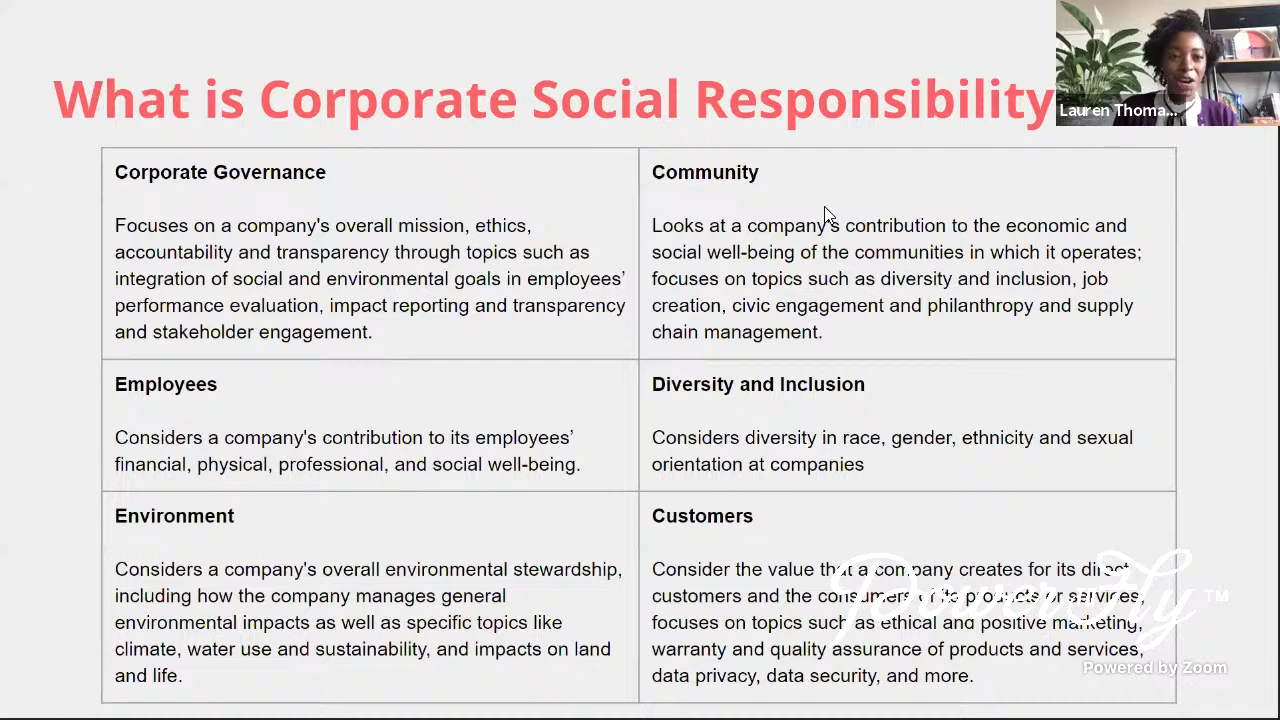 What is Corporate Social Responsibility
Lauren Thoma...
Corporate Governance
Focuses on a company's overall mission, ethics,
accountability and transparency through topics such as
integration of social and environmental goals in employees’
performance evaluation, impact reporting and transparency
and stakeholder engagement.
Community
Looks at a company's contribution to the economic and
social well-being of the communities in which it operates;
focuses on topics such as diversity and inclusion, job
creation, civic engagement and philanthropy and supply
chain management.
Employees
Considers a company's contribution to its employees’
financial, physical, professional, and social well-being.
Diversity and Inclusion
Considers diversity in race, gender, ethnicity and sexual
orientation at companies
Environment
Considers a company's overall environmental stewardship,
including how the company manages general
environmental impacts as well as specific topics like
climate, water use and sustainability, and impacts on land
and life.
Customers
Consider the value that a company creates for its direct
customers and the consumers of its products or services,
focuses on topics such as ethical and positive marketing,
warranty and quality assurance of products and services,
data privacy, data security, and more.
PowerToFly™
Powered by Zoom